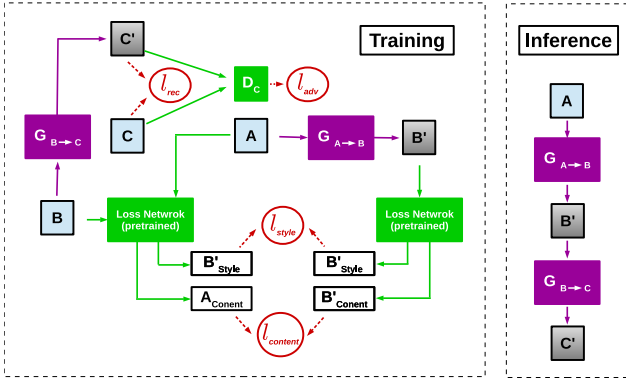 Training
C'
l rec
D C
l adv
G B→C
C
A
G A→B
B'
B
Loss Netwrok
(pretrained)
l style
Loss Netwrok
(pretrained)
B' Style
B' Style
A Conent
B' Conent
l content
Inference
A
G A→B
B'
G B→C
C'